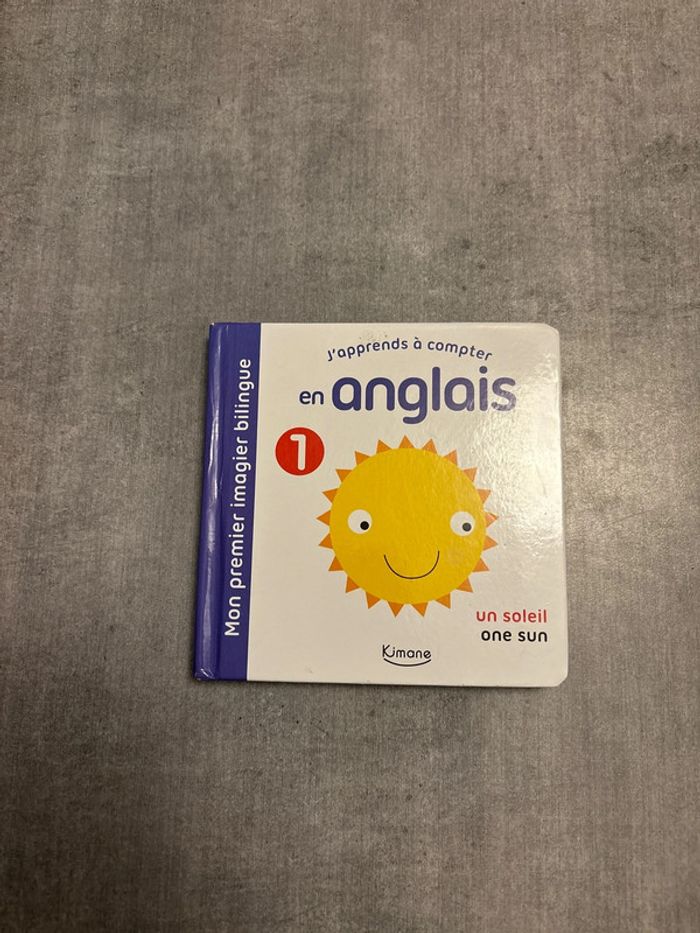 Mon premier imagier bilingue
J'apprends à compter
en anglais
1
un soleil
one sun
Kimane